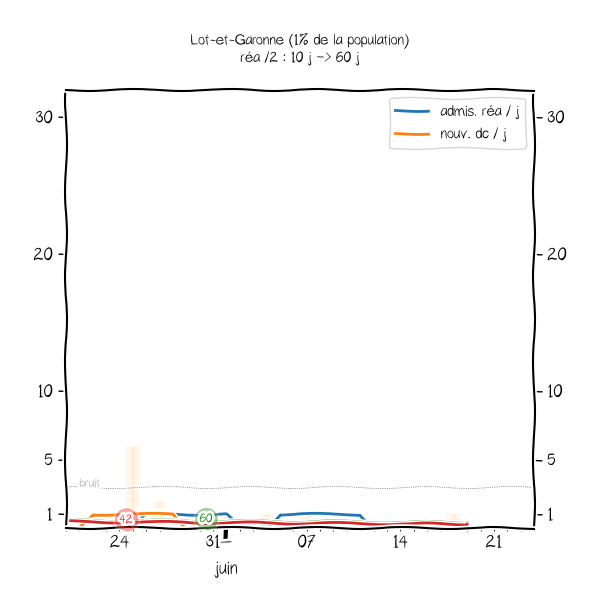 Lot-et-Garonne (1% de la population)
réa /2 : 10 j -> 60 j
admis. réa / j
nouv. dc / j
30
30
20
20
10
10
5
5
bruit
1
1
42
60
24
31
07
14
21
juin